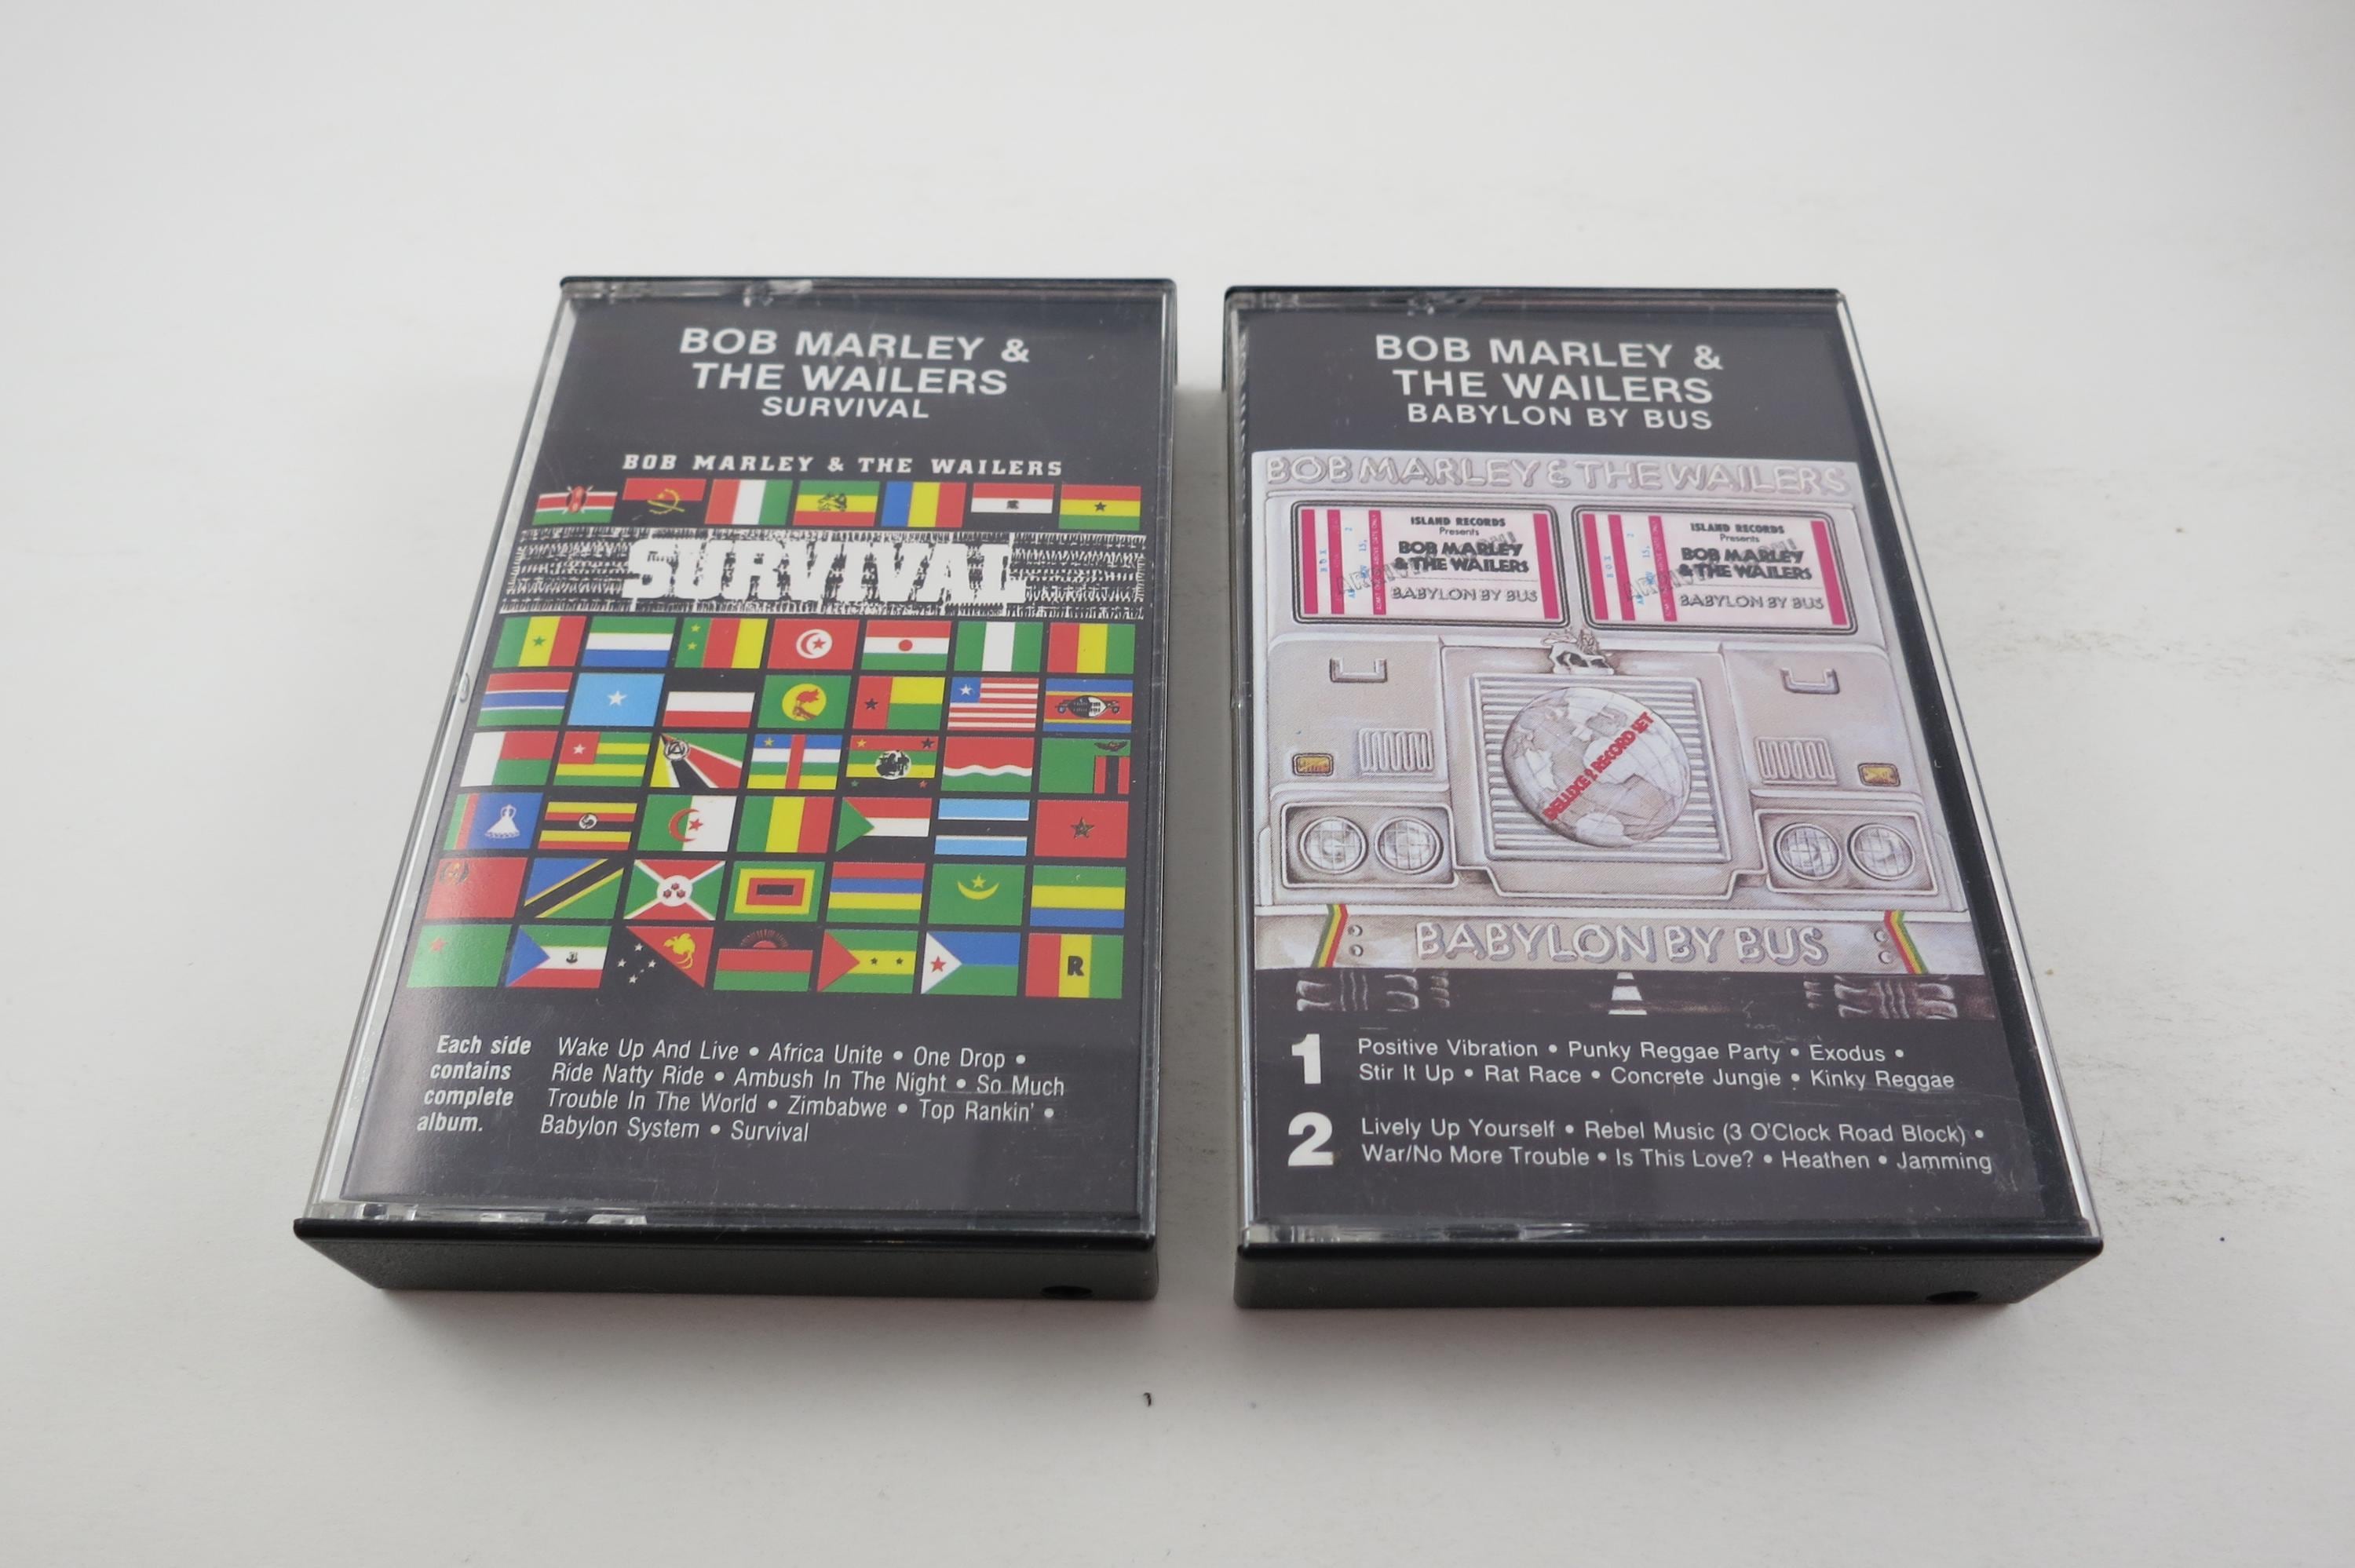 BOB MARLEY &
THE WAILERS
SURVIVAL
BOB MARLEY & THE WAILERS
SURVIVAL
R
Each side
contains
complete
album.
Wake Up And Live • Africa Unite • One Drop •
Ride Natty Ride • Ambush In The Night • So Much
Trouble In The World • Zimbabwe • Top Rankin' •
Babylon System • Survival
BOB MARLEY &
THE WAILERS
BABYLON BY BUS
BOB MARLEY & THE WAILERS
ISLAND RECORDS
Presents
BOB MARLEY
& THE WAILERS
BABYLON BY BUS
ISLAND RECORDS
Presents
BOB MARLEY
& THE WAILERS
BABYLON BY BUS
DELUXE 2 RECORD SET
BABYLON BY BUS
1
Positive Vibration • Punky Reggae Party • Exodus •
Stir It Up • Rat Race • Concrete Jungle • Kinky Reggae
2
Lively Up Yourself • Rebel Music (3 O'Clock Road Block) •
War/No More Trouble • Is This Love? • Heathen • Jamming